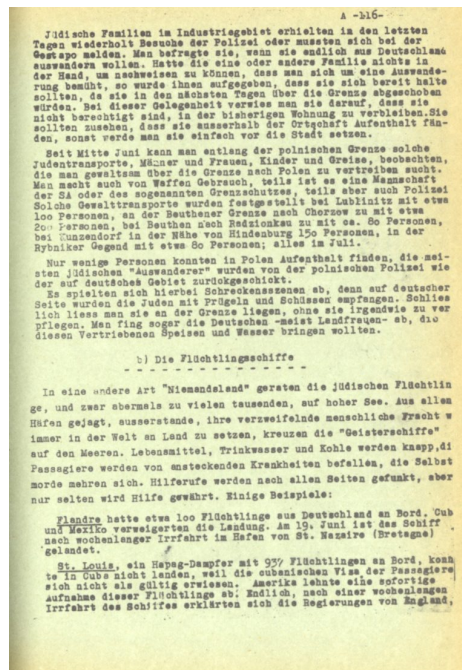 A -116-
Jüdische Familien im Industriegebiet erhielten in den letzten
Tagen wiederholt Besuche der Polizei oder mussten sich bei der
Gestapo melden. Man befragte sie, wann sie endlich aus Deutschland
auswandern wollen. Hatte die eine oder andere Familie nichts in
der Hand, um nachweisen zu können, dass man sich um eine Auswande-
rung bemüht, so wurde ihnen aufgegeben, dass sie sich bereit halte
sollten, da sie in den nächsten Tagen über die Grenze abgeschoben
würden. Bei dieser Gelegenheit verwies man sie darauf, dass sie
nicht berechtigt sind, in der bisherigen Wohnung zu verbleiben.Sie
sollten zusehen, dass sie ausserhalb der Ortschaft Aufenthalt fän-
den, sonst werde man sie einfach vor die Stadt setzen.
Seit Mitte Juni kann man entlang der polnischen Grenze solche
Judentransporte, Männer und Frauen, Kinder und Greise, beobachten,
die man gewaltsam über die Grenze nach Polen zu vertreiben sucht.
Man macht auch von Waffen Gebrauch, teils ist es eine Mannschaft
der SA oder des sogenannten Grenzschutzes, teils aber auch Polizei
Solche Gewalttransporte wurden festgestellt bei Lublinitz mit etwa
100 Personen, an der Beuthener Grenze nach Chorzow zu mit etwa
200 Personen, bei Beuthen nach Radzionkau zu mit ca. 80 Personen,
bei Kunzendorf in der Nähe von Hindenburg 150 Personen, in der
Rybniker Gegend mit etwa 80 Personen; alles im Juli.
Nur wenige Personen konnten in Polen Aufenthalt finden, die mei-
sten jüdischen "Auswanderer" wurden von der polnischen Polizei wie
der auf deutschem Gebiet zurückgeschickt.
Es spielten sich hierbei Schreckensszenen ab, denn auf deutscher
Seite wurden die Juden mit Prügeln und Schüssen empfangen. Schlies
lich liess man sie an der Grenze liegen, ohne sie irgendwie zu ver
pflegen. Man fing sogar die Deutschen -meist Landfrauen- ab, die
diesen Vertriebenen Speisen und Wasser bringen wollten.
b) Die Flüchtlingsschiffe
In eine andere Art "Niemandsland" geraten die jüdischen Flüchtlin
ge, und zwar abermals zu vielen tausenden, auf hoher See. Aus allen
Häfen gejagt, ausserstande, ihre verzweifelnde menschliche Fracht w
immer in der Welt an Land zu setzen, kreuzen die "Geisterschiffe"
auf den Meeren. Lebensmittel, Trinkwasser und Kohle werden knapp,di
Passagiere werden von ansteckenden Krankheiten befallen, die Selbst
morde mehren sich. Hilferufe werden nach allen Seiten gefunkt, aber
nur selten wird Hilfe gewährt. Einige Beispiele:
Flandre hatte etwa 100 Flüchtlinge aus Deutschland an Bord. Cub
und Mexiko verweigerten die Landung. Am 19. Juni ist das Schiff
nach wochenlanger Irrfahrt im Hafen von St. Nazaire (Bretagne)
gelandet.
St. Louis, ein Hapag-Dampfer mit 937 Flüchtlingen an Bord, konn
te in Cuba nicht landen, weil die cubanischen Visa der Passagiere
sich nicht als gültig erwiesen. Amerika lehnte eine sofortige
Aufnahme dieser Flüchtlinge ab. Endlich, nach einer wochenlangen
Irrfahrt des Schiffes erklärten sich die Regierungen von England,